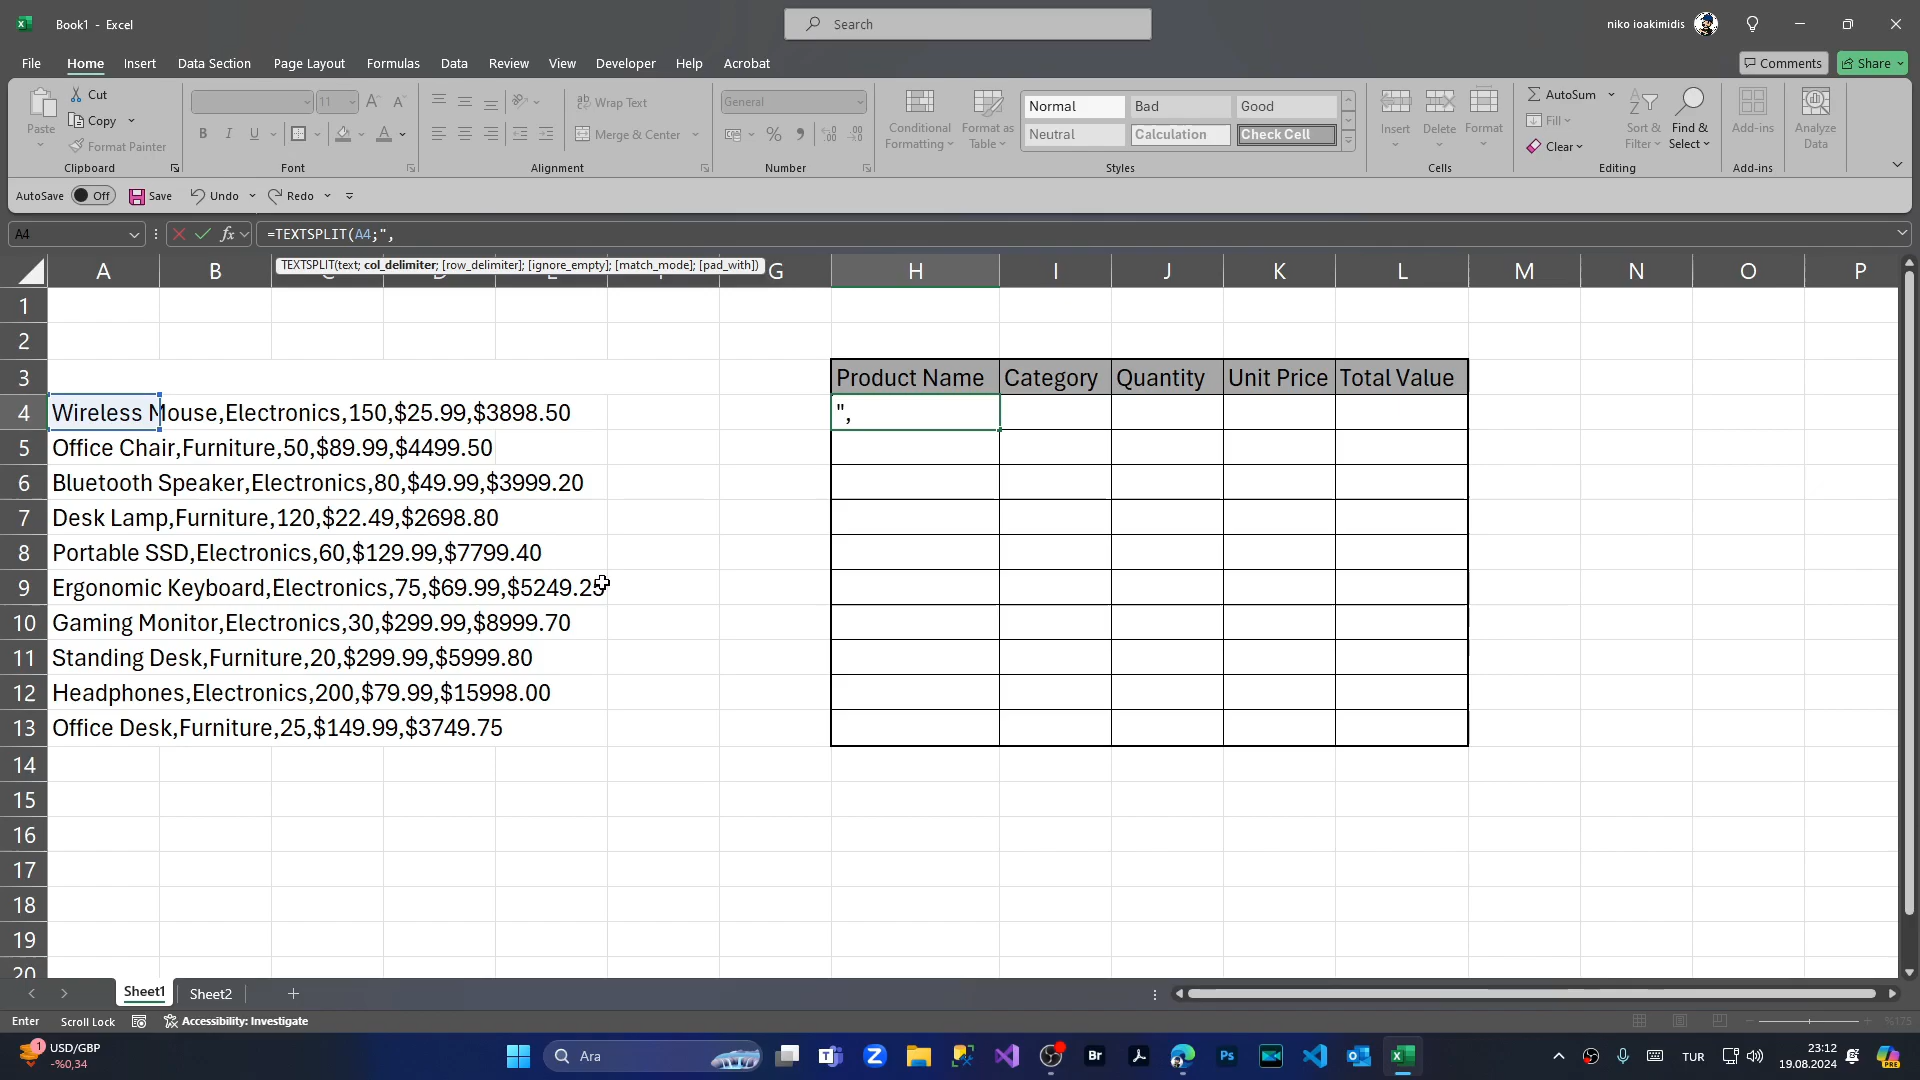 Book1 - Excel
Search
niko ioakimidis
File Home Insert Data Section Page Layout Formulas Data Review View Developer Help Acrobat
Comments Share
Paste
Cut
Copy
Format Painter
Clipboard
11
B I U
Font
Wrap Text
Merge & Center
Alignment
General
Number
Conditional Formatting
Format as Table
Normal Bad Good
Neutral Calculation Check Cell
Styles
Insert Delete Format
Cells
AutoSum
Fill
Clear
Sort & Filter
Find & Select
Editing
Add-ins
Add-ins
Analyze Data
AutoSave Off Save Undo Redo
A4
fx
=TEXTSPLIT(A4;",
TEXTSPLIT(text; col_delimiter; [row_delimiter]; [ignore_empty]; [match_mode]; [pad_with])
A B G H I J K L M N O P
1
2
3 Product Name Category Quantity Unit Price Total Value
4 Wireless Mouse,Electronics,150,$25.99,$3898.50 ",
5 Office Chair,Furniture,50,$89.99,$4499.50
6 Bluetooth Speaker,Electronics,80,$49.99,$3999.20
7 Desk Lamp,Furniture,120,$22.49,$2698.80
8 Portable SSD,Electronics,60,$129.99,$7799.40
9 Ergonomic Keyboard,Electronics,75,$69.99,$5249.25
10 Gaming Monitor,Electronics,30,$299.99,$8999.70
11 Standing Desk,Furniture,20,$299.99,$5999.80
12 Headphones,Electronics,200,$79.99,$15998.00
13 Office Desk,Furniture,25,$149.99,$3749.75
14
15
16
17
18
19
20
Sheet1 Sheet2
Enter Scroll Lock Accessibility: Investigate
%175
1 USD/GBP
-%0,34
Ara
Br
Ps
TUR
23:12
19.08.2024
PRE